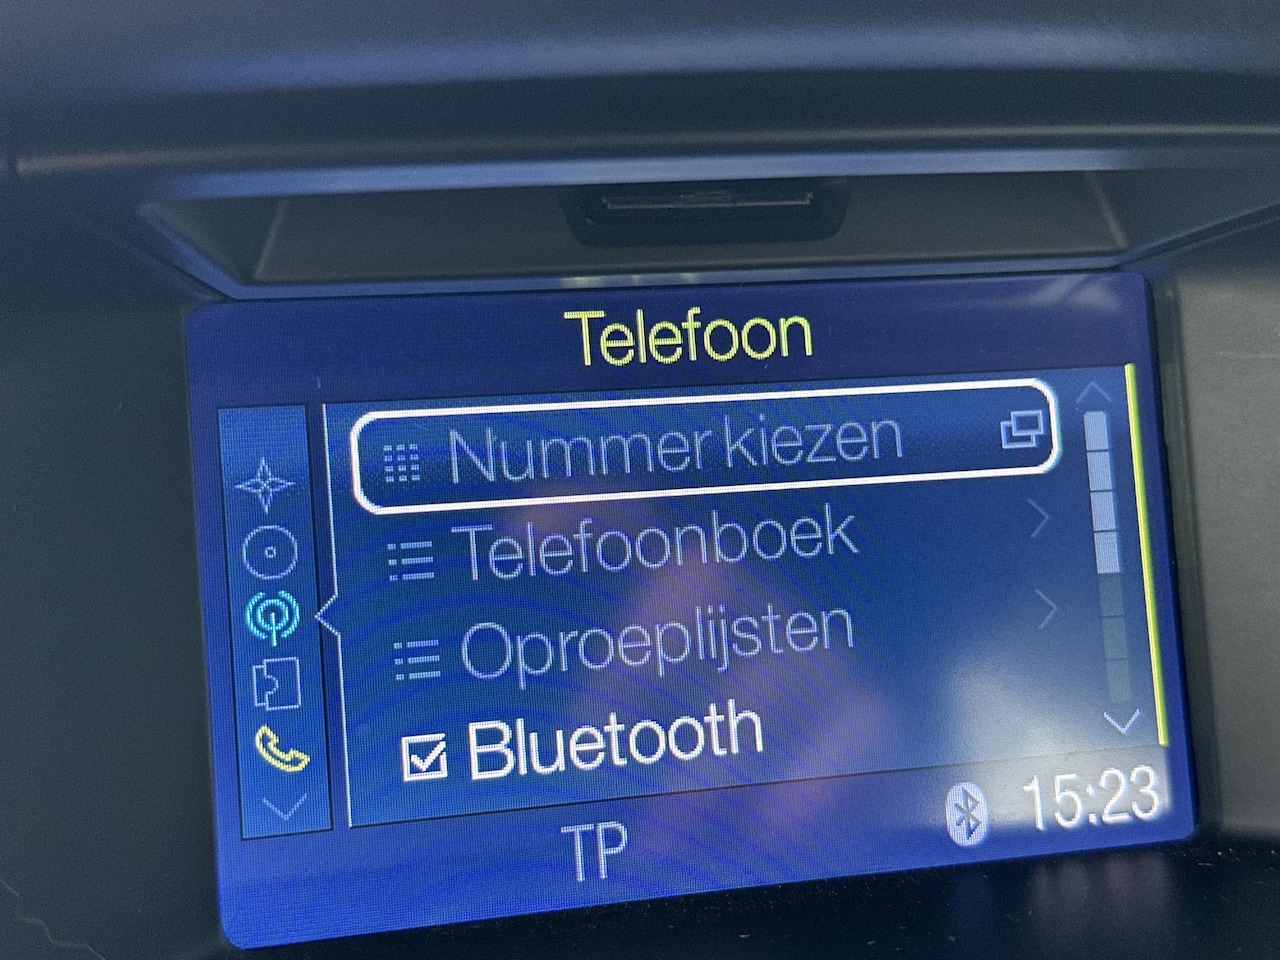 Telefoon
Nummer kiezen
Telefoonboek
Oproeplijsten
Bluetooth
TP
15:23